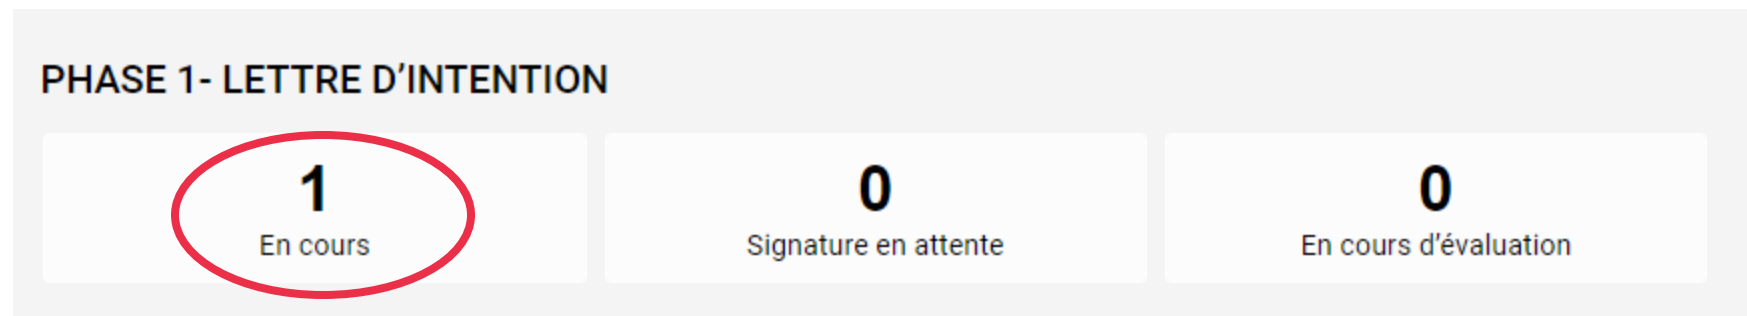 PHASE 1- LETTRE D’INTENTION
1
En cours
0
Signature en attente
0
En cours d’évaluation